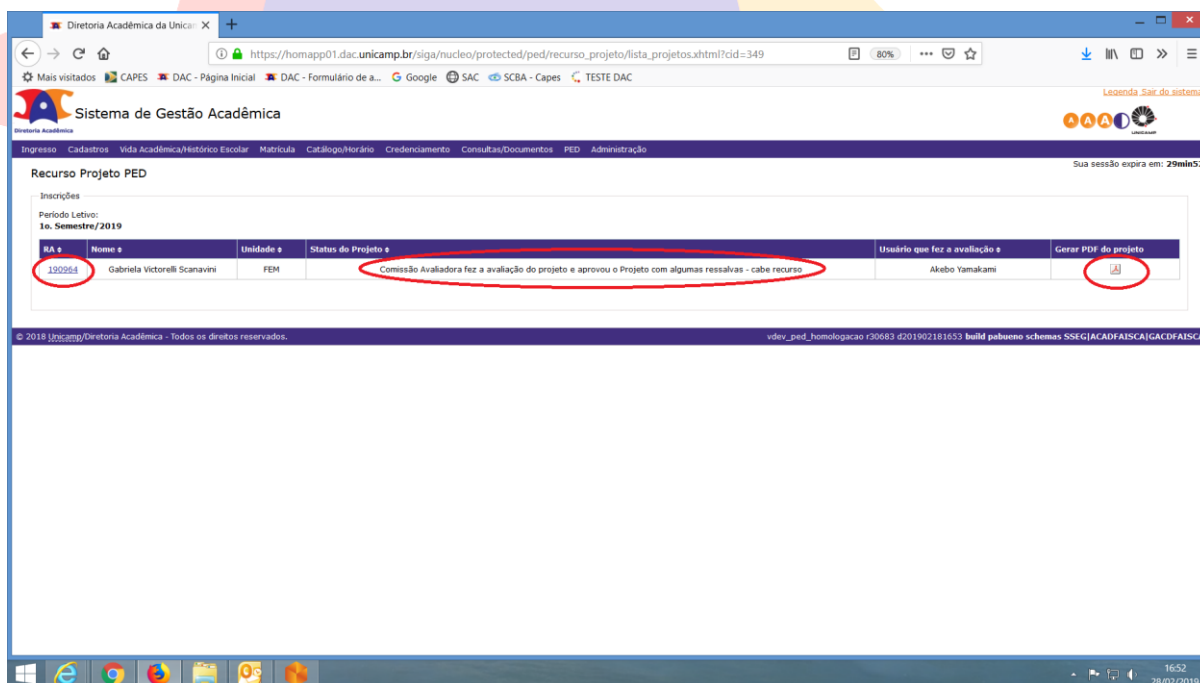 Diretoria Acadêmica da Unicam
https://homapp01.dac.unicamp.br/siga/nucleo/protected/ped/recurso_projeto/lista_projetos.xhtml?cid=349 80%
Mais visitados CAPES DAC - Página Inicial DAC - Formulário de a... Google SAC SCBA - Capes TESTE DAC
Legenda Sair do sistema
Sistema de Gestão Acadêmica
Diretoria Acadêmica
A A A
UNICAMP
Ingresso Cadastros Vida Acadêmica/Histórico Escolar Matrícula Catálogo/Horário Credenciamento Consultas/Documentos PED Administração
Sua sessão expira em: 29min5
Recurso Projeto PED
Inscrições
Período Letivo:
1o. Semestre/2019
RA Nome Unidade Status do Projeto Usuário que fez a avaliação Gerar PDF do projeto
190964 Gabriela Victorelli Scanavini FEM Comissão Avaliadora fez a avaliação do projeto e aprovou o Projeto com algumas ressalvas - cabe recurso Akebo Yamakami
© 2018 Unicamp/Diretoria Acadêmica - Todos os direitos reservados. vdev_ped_homologacao r30683 d201902181653 build pabueno schemas SSEG|ACADFAISCA|GACDFAISCA
16:52
28/02/2019